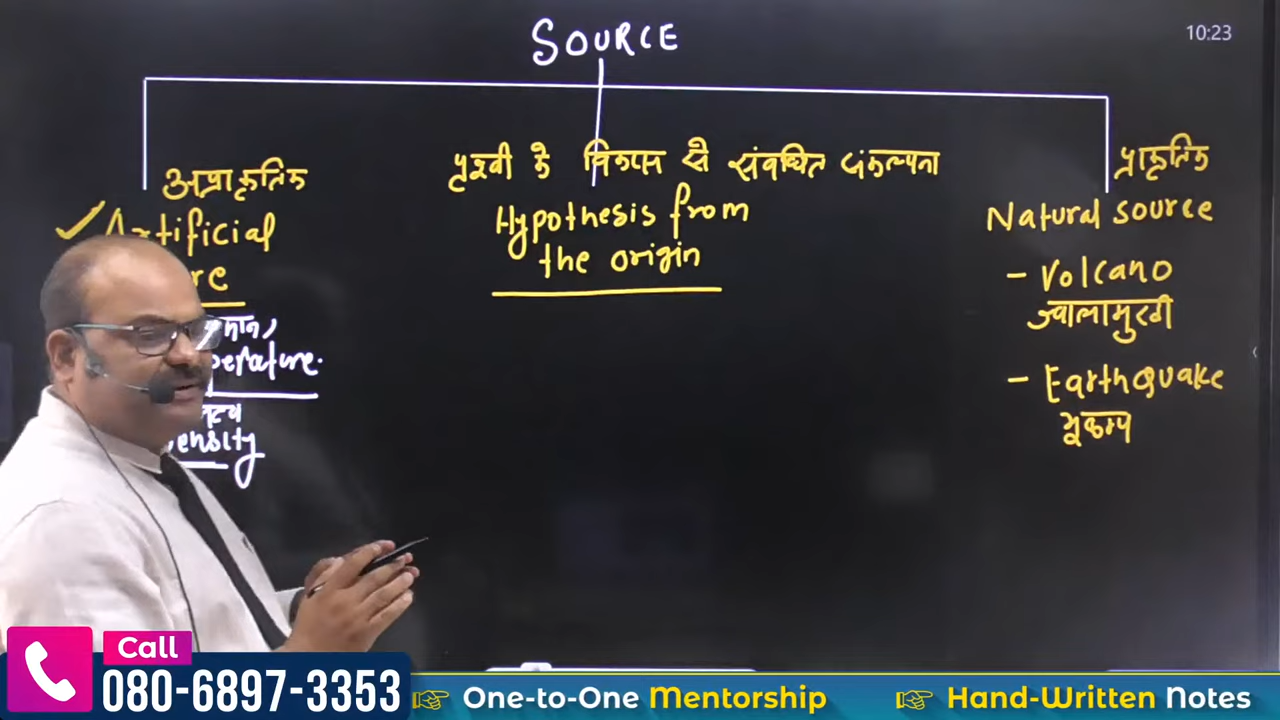 SOURCE
10:23
अप्राकृतिक
Artificial
पृथ्वी के विकास से संबंधित संकल्पना
Hypothesis from
the origin
प्राकृतिक
Natural source
- Volcano
ज्वालामुखी
- Earthquake
भूकम्प
Call
080-6897-3353
One-to-One Mentorship
Hand-Written Notes